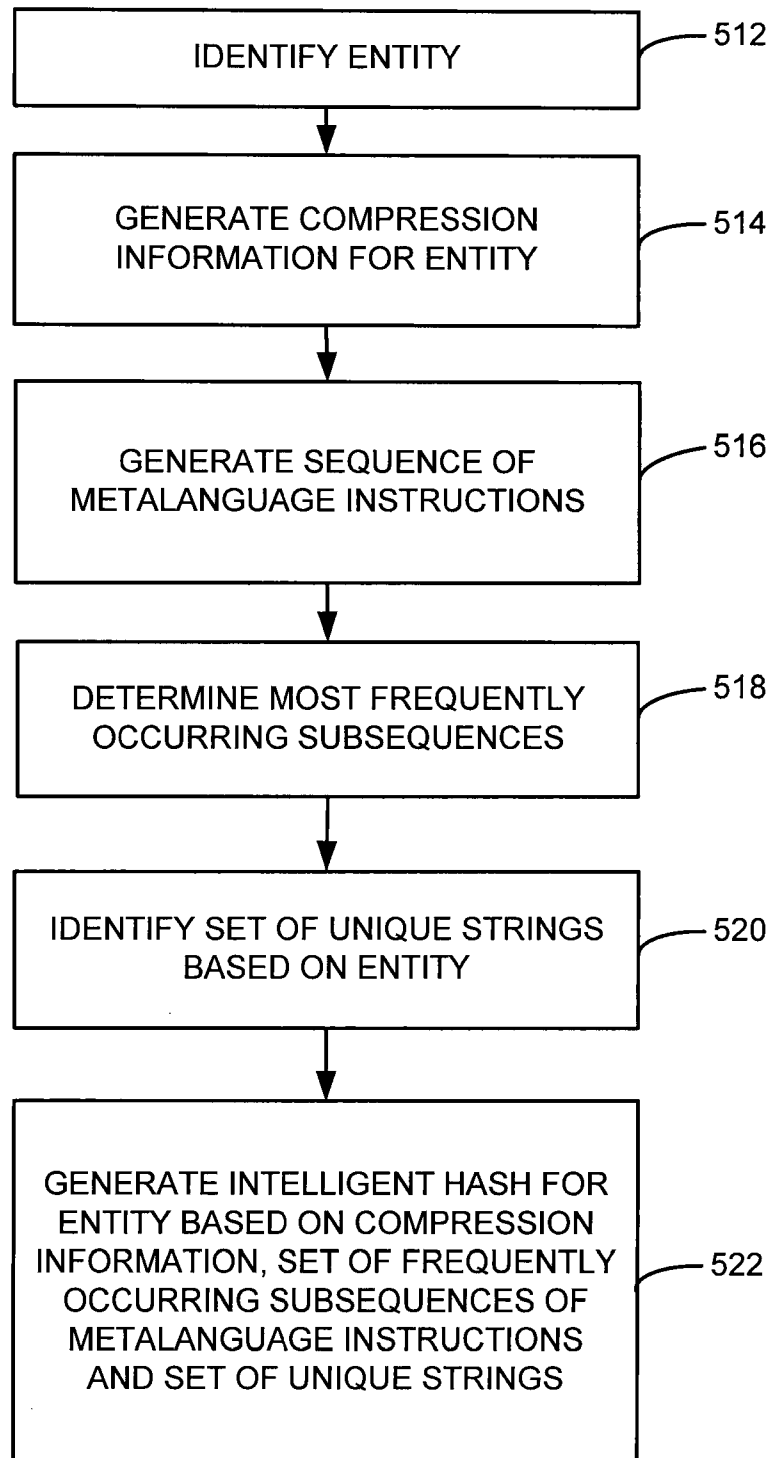 IDENTIFY ENTITY
512
GENERATE COMPRESSION
INFORMATION FOR ENTITY
514
GENERATE SEQUENCE OF
METALANGUAGE INSTRUCTIONS
516
DETERMINE MOST FREQUENTLY
OCCURRING SUBSEQUENCES
518
IDENTIFY SET OF UNIQUE STRINGS
BASED ON ENTITY
520
GENERATE INTELLIGENT HASH FOR
ENTITY BASED ON COMPRESSION
INFORMATION, SET OF FREQUENTLY
OCCURRING SUBSEQUENCES OF
METALANGUAGE INSTRUCTIONS
AND SET OF UNIQUE STRINGS
522